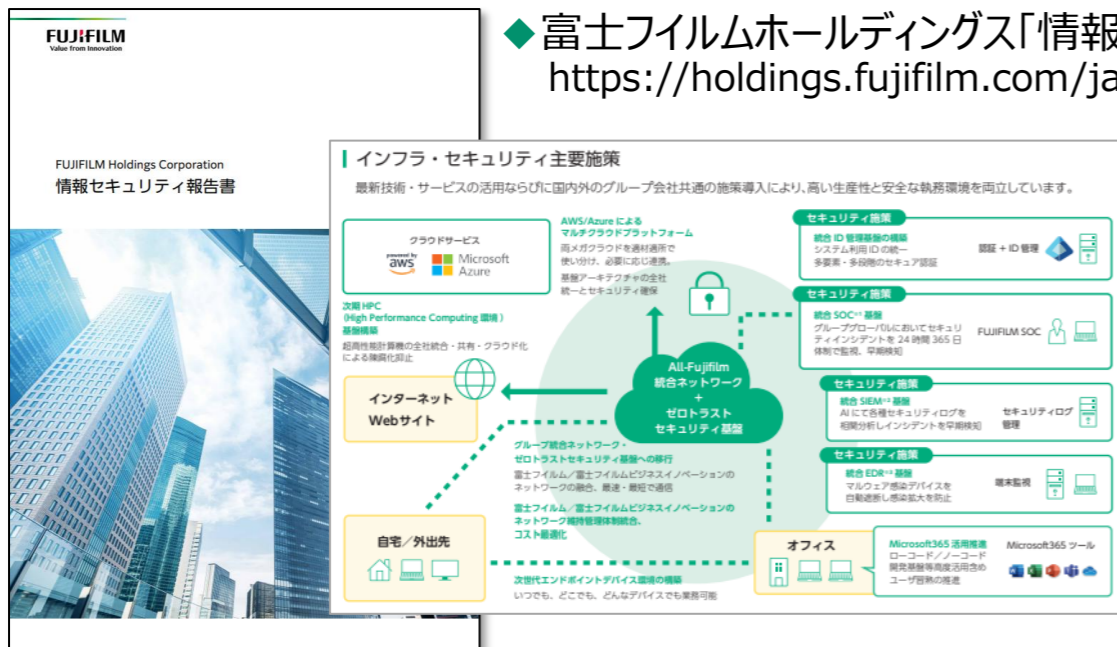 FUJIFILM
Value from Innovation
◆富士フイルムホールディングス「情報
https://holdings.fujifilm.com/ja
FUJIFILM Holdings Corporation
情報セキュリティ報告書
インフラ・セキュリティ主要施策
最新技術・サービスの活用ならびに国内外のグループ会社共通の施策導入により、高い生産性と安全な執務環境を両立しています。
クラウドサービス
powered by
aws
Microsoft
Azure
AWS/Azure による
マルチクラウドプラットフォーム
両メガクラウドを適材適所で
使い分け、必要に応じ連携。
基盤アーキテクチャの全社
統一とセキュリティ確保
次期 HPC
(High Performance Computing 環境)
基盤構築
超高性能計算機の全社統合・共有・クラウド化
による陳腐化抑止
インターネット
Webサイト
All-Fujifilm
統合ネットワーク
+
ゼロトラスト
セキュリティ基盤
グループ統合ネットワーク・
ゼロトラストセキュリティ基盤への移行
富士フイルム/富士フイルムビジネスイノベーションの
ネットワークの融合、最速・最短で通信
富士フイルム/富士フイルムビジネスイノベーションの
ネットワーク維持管理体制統合、
コスト最適化
自宅/外出先
次世代エンドポイントデバイス環境の構築
いつでも、どこでも、どんなデバイスでも業務可能
セキュリティ施策
統合 ID 管理基盤の構築
システム利用 ID の統一
多要素・多段階のセキュア認証
認証 + ID 管理
セキュリティ施策
統合 SOC※1 基盤
グループグローバルにおいてセキュリ
ティインシデントを 24 時間 365 日
体制で監視、早期検知
FUJIFILM SOC
セキュリティ施策
統合 SIEM※2 基盤
AI にて各種セキュリティログを
相関分析しインシデントを早期検知
セキュリティログ
管理
セキュリティ施策
統合 EDR※3 基盤
マルウェア感染デバイスを
自動遮断し感染拡大を防止
端末監視
オフィス
Microsoft365 活用推進
ローコード/ノーコード
開発基盤等高度活用含め
ユーザ習熟の推進
Microsoft365 ツール